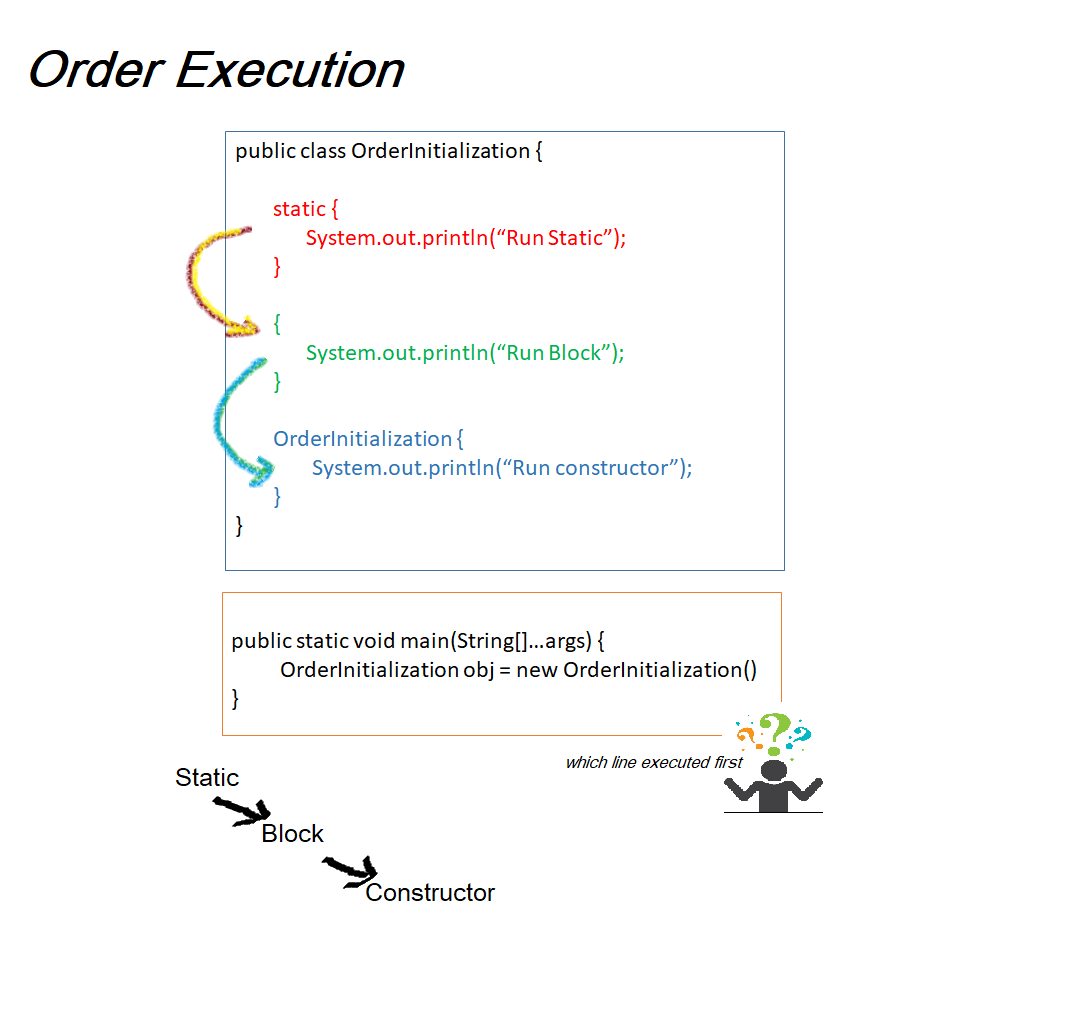 Order Execution
public class OrderInitialization {
static {
System.out.println(“Run Static”);
}
{
System.out.println(“Run Block”);
}
OrderInitialization {
System.out.println(“Run constructor”);
}
}
public static void main(String[]...args) {
OrderInitialization obj = new OrderInitialization()
}
which line executed first
Static
Block
Constructor